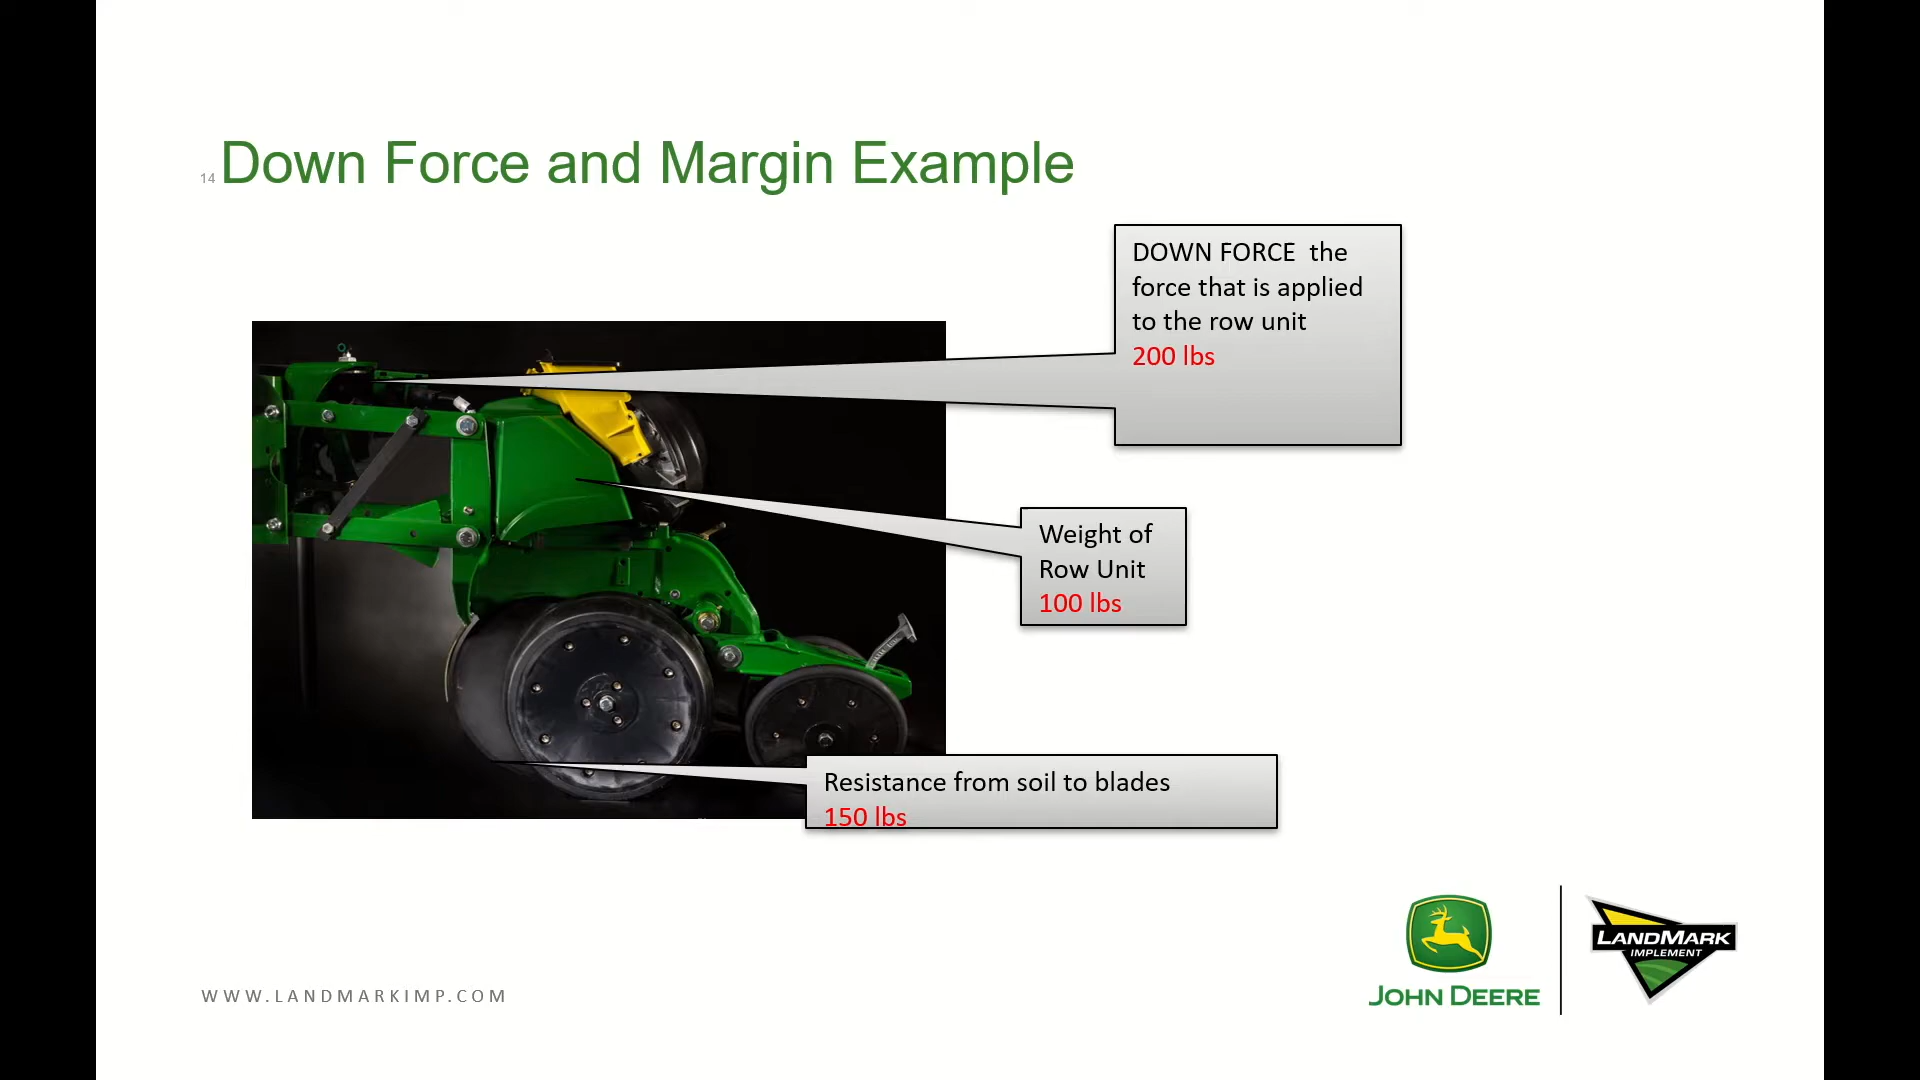 14
Down Force and Margin Example
DOWN FORCE  the
force that is applied
to the row unit
200 lbs
Weight of
Row Unit
100 lbs
Resistance from soil to blades
150 lbs
WWW.LANDMARKIMP.COM
JOHN DEERE
LANDMARK
IMPLEMENT